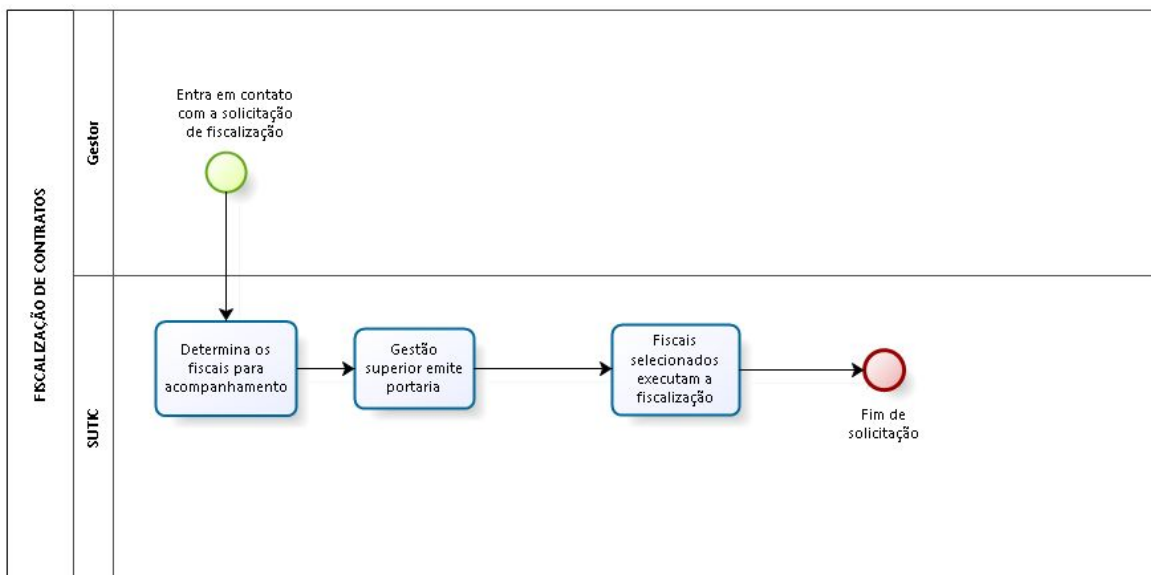 FISCALIZAÇÃO DE CONTRATOS
Gestor
Entra em contato
com a solicitação
de fiscalização
SUTIC
Determina os
fiscais para
acompanhamento
Gestão
superior emite
portaria
Fiscais
selecionados
executam a
fiscalização
Fim de
solicitação